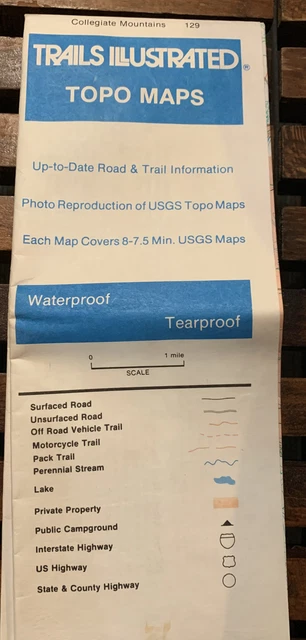 Collegiate Mountains 129
TRAILS ILLUSTRATED®
TOPO MAPS
Up-to-Date Road & Trail Information
Photo Reproduction of USGS Topo Maps
Each Map Covers 8-7.5 Min. USGS Maps
Waterproof
Tearproof
0 1 mile
SCALE
Surfaced Road
Unsurfaced Road
Off Road Vehicle Trail
Motorcycle Trail
Pack Trail
Perennial Stream
Lake
Private Property
Public Campground
Interstate Highway
US Highway
State & County Highway